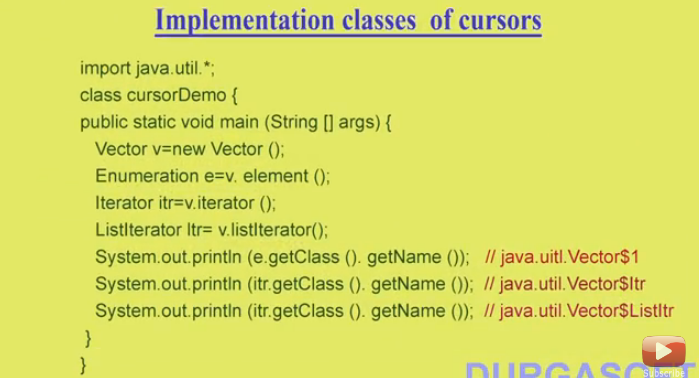 Implementation classes of cursors
import java.util.*;
class cursorDemo {
public static void main (String [] args) {
Vector v=new Vector ();
Enumeration e=v. element ();
Iterator itr=v.iterator ();
ListIterator ltr= v.listIterator();
System.out.println (e.getClass (). getName ()); // java.uitl.Vector$1
System.out.println (itr.getClass (). getName ()); // java.util.Vector$Itr
System.out.println (itr.getClass (). getName ()); // java.util.Vector$ListItr
}
}
Subscribe
DURGASOFT